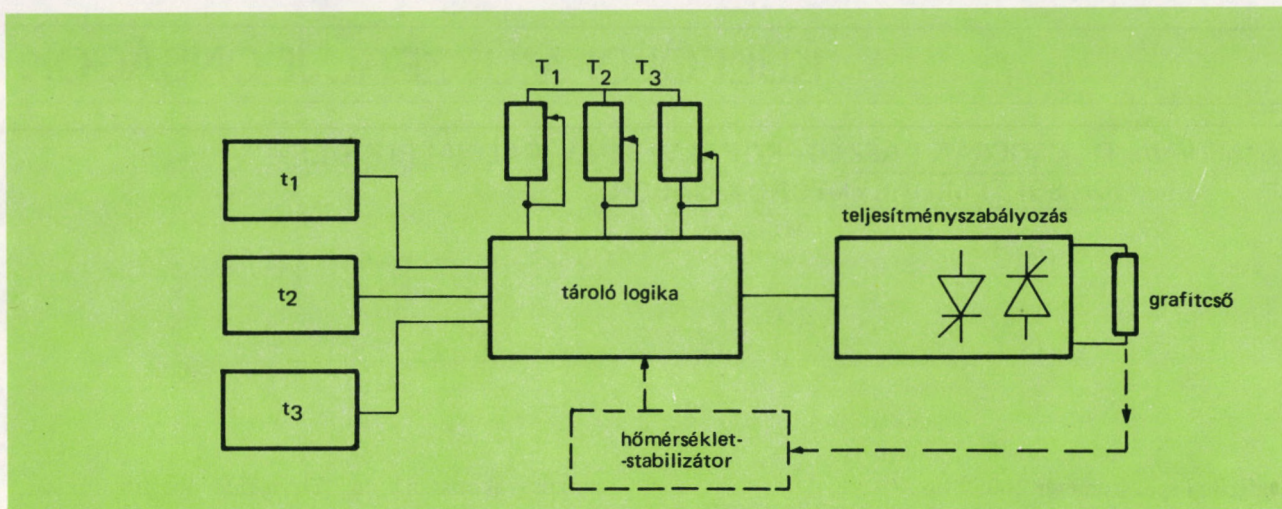 T1 T2 T3
t1
t2
t3
tároló logika
teljesítményszabályozás
grafitcső
hőmérséklet-
-stabilizátor